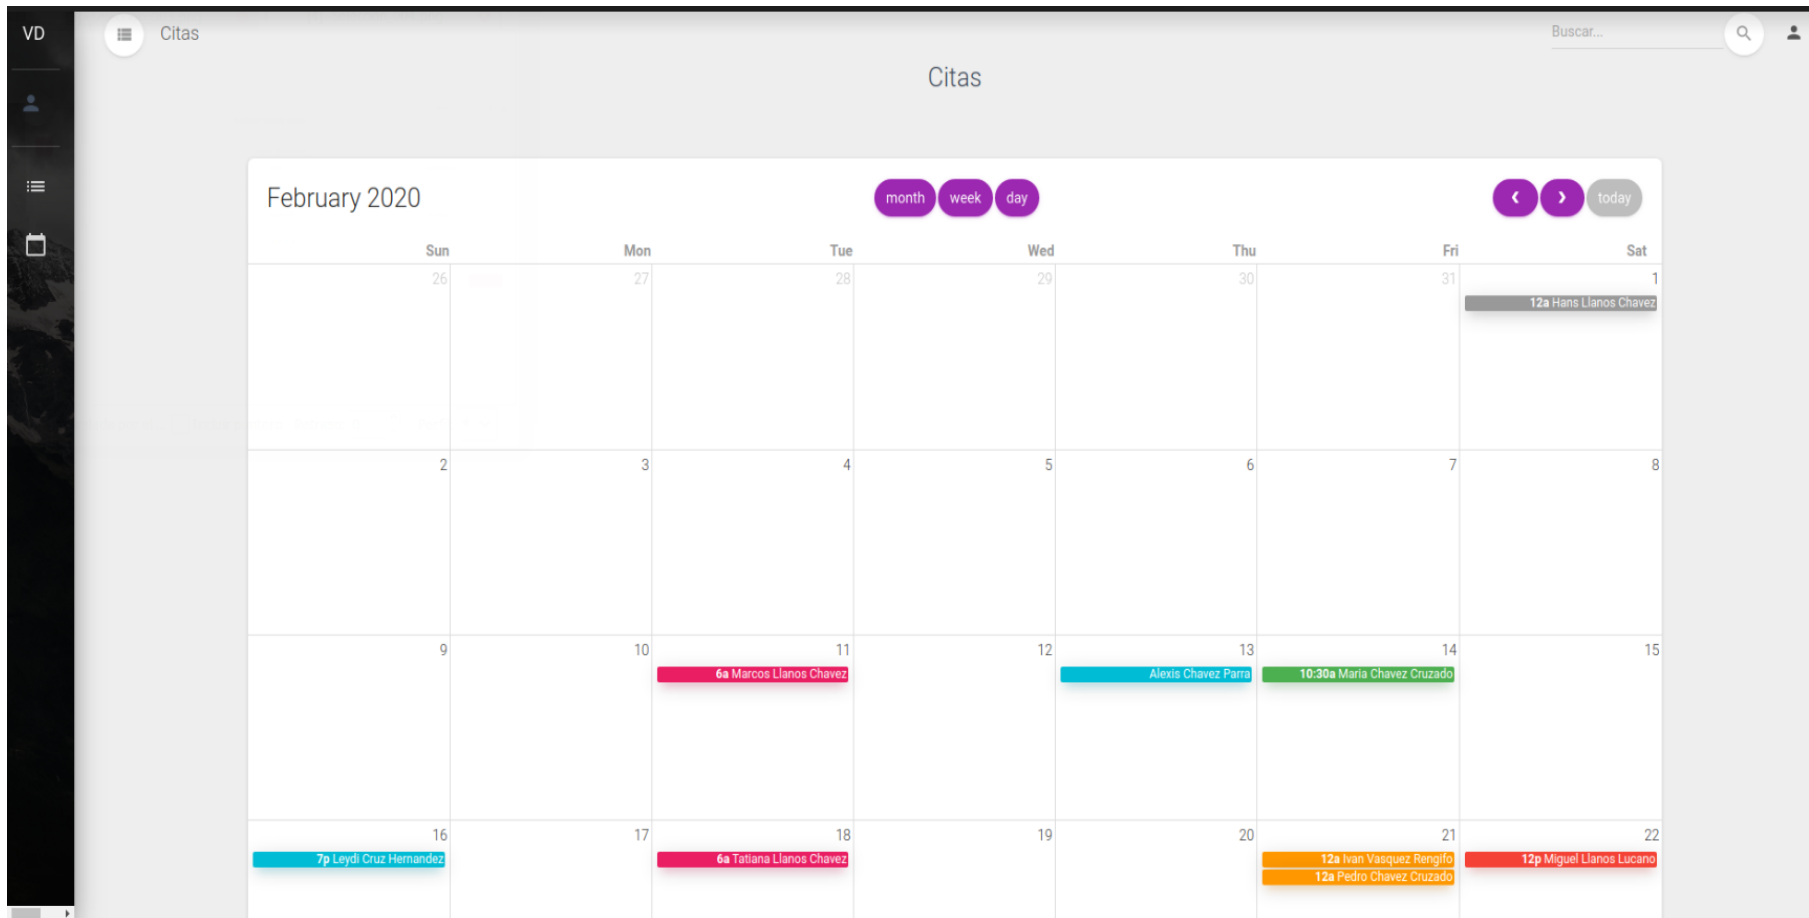 VD
Citas
Buscar...
Citas
February 2020
month week day
‹ › today
Sun Mon Tue Wed Thu Fri Sat
26 27 28 29 30 31 1
12a Hans Llanos Chavez
2 3 4 5 6 7 8
9 10 11 12 13 14 15
6a Marcos Llanos Chavez Alexis Chavez Parra 10:30a Maria Chavez Cruzado
16 17 18 19 20 21 22
7p Leydi Cruz Hernandez 6a Tatiana Llanos Chavez 12a Ivan Vasquez Rengifo 12p Miguel Llanos Lucano
12a Pedro Chavez Cruzado